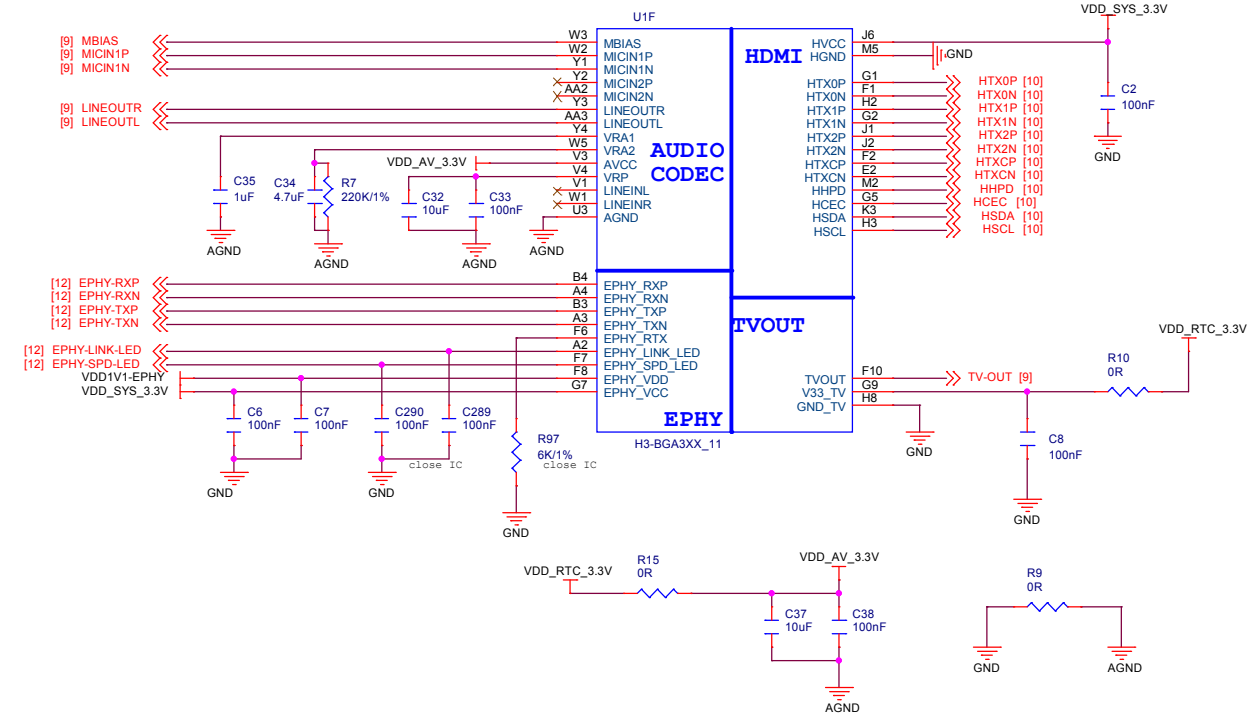 U1F
VDD_SYS_3.3V
[9] MBIAS
[9] MICIN1P
[9] MICIN1N
[9] LINEOUTR
[9] LINEOUTL
W3 MBIAS
W2 MICIN1P
Y1 MICIN1N
Y2 MICIN2P
AA2 MICIN2N
Y3 LINEOUTR
AA3 LINEOUTL
Y4 VRA1
W5 VRA2
V3 AVCC
V4 VRP
V1 LINEINL
W1 LINEINR
U3 AGND
AUDIO
CODEC
VDD_AV_3.3V
C35
1uF
C34
4.7uF
R7
220K/1%
C32
10uF
C33
100nF
AGND
AGND
AGND
AGND
HDMI
HVCC J6
HGND M5
GND
HTX0P G1 HTX0P [10]
HTX0N F1 HTX0N [10]
HTX1P H2 HTX1P [10]
HTX1N G2 HTX1N [10]
HTX2P J1 HTX2P [10]
HTX2N J2 HTX2N [10]
HTXCP F2 HTXCP [10]
HTXCN E2 HTXCN [10]
HHPD M2 HHPD [10]
HCEC G5 HCEC [10]
HSDA K3 HSDA [10]
HSCL H3 HSCL [10]
C2
100nF
GND
[12] EPHY-RXP
[12] EPHY-RXN
[12] EPHY-TXP
[12] EPHY-TXN
[12] EPHY-LINK-LED
[12] EPHY-SPD-LED
VDD1V1-EPHY
VDD_SYS_3.3V
B4 EPHY_RXP
A4 EPHY_RXN
B3 EPHY_TXP
A3 EPHY_TXN
F6 EPHY_RTX
A2 EPHY_LINK_LED
F7 EPHY_SPD_LED
F8 EPHY_VDD
G7 EPHY_VCC
EPHY
H3-BGA3XX_11
C6
100nF
C7
100nF
C290
100nF
C289
100nF
close IC
R97
6K/1%
close IC
GND
GND
GND
TVOUT
TVOUT F10 TV-OUT [9]
V33_TV G9
GND_TV H8
GND
VDD_RTC_3.3V
R10
0R
C8
100nF
GND
VDD_RTC_3.3V
R15
0R
VDD_AV_3.3V
C37
10uF
C38
100nF
AGND
R9
0R
GND
AGND